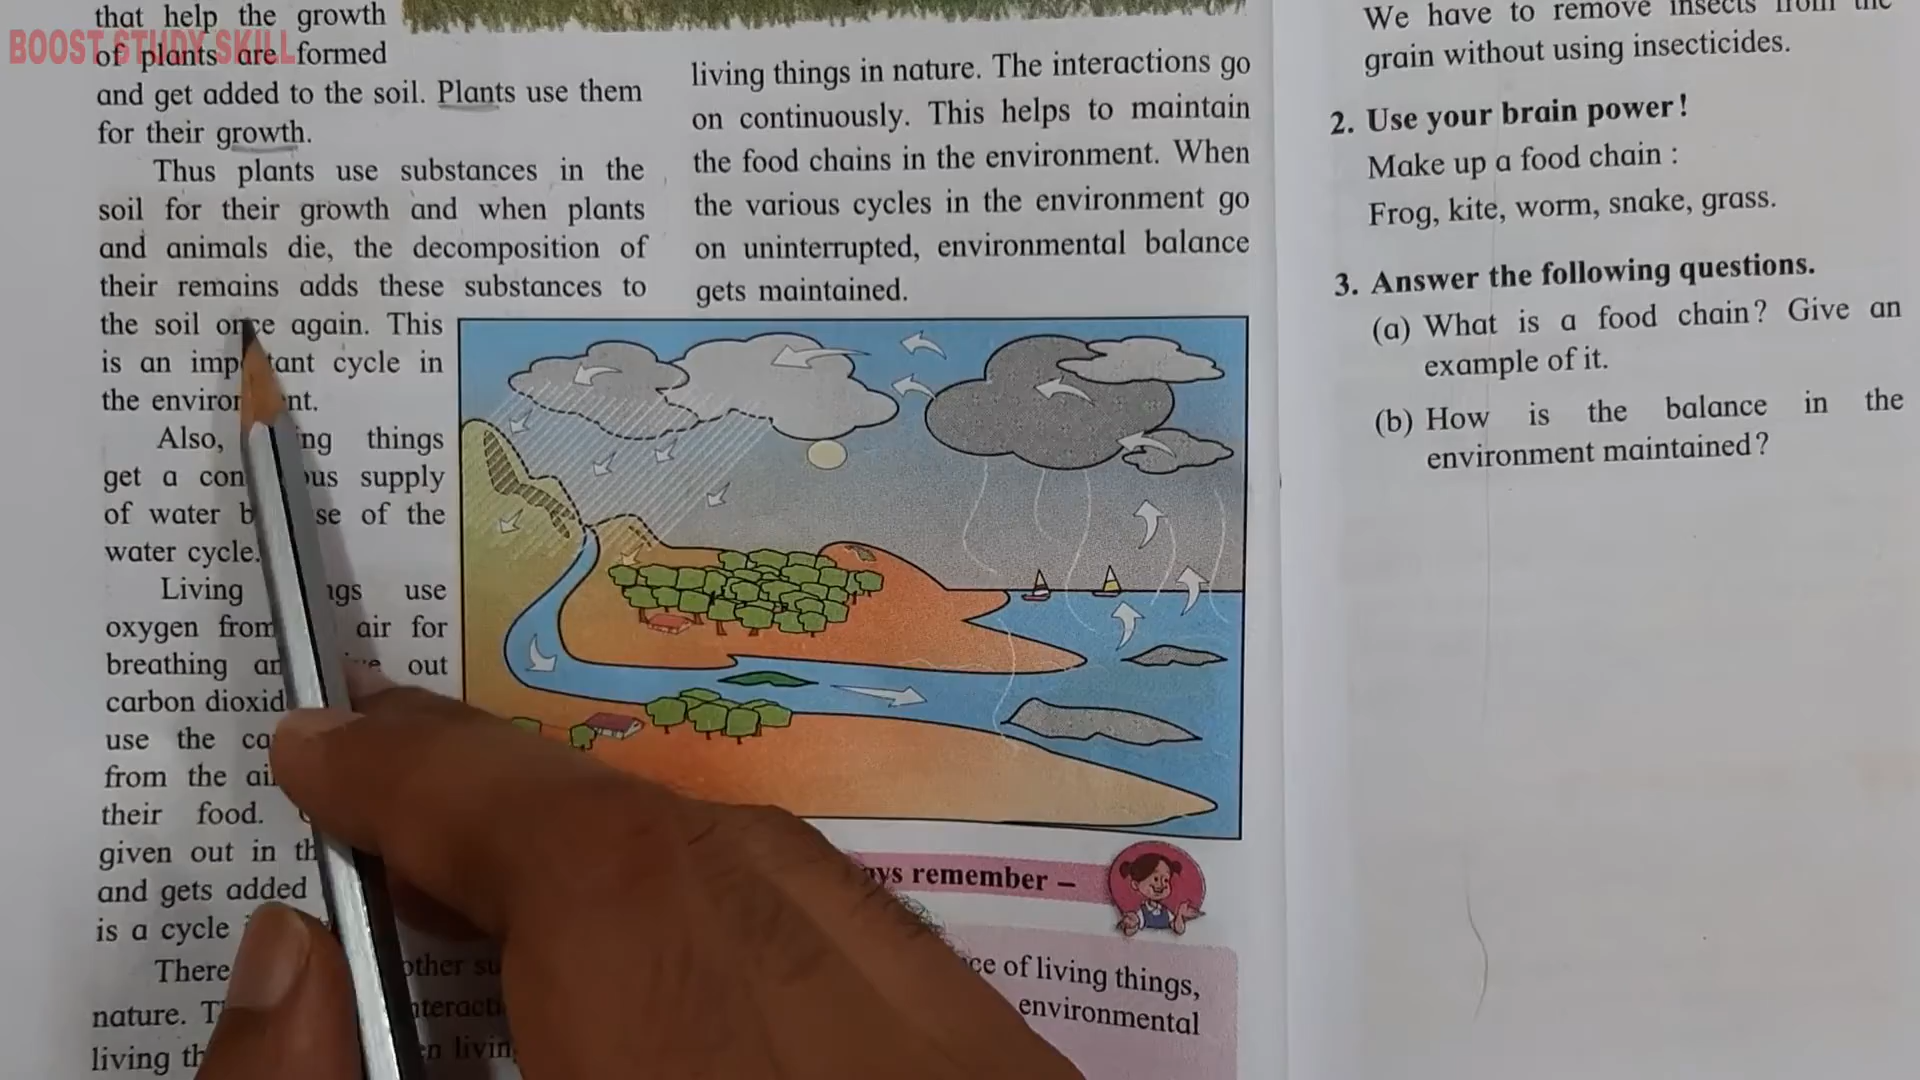 BOOST STUDY SKILL
that help the growth
of plants are formed
and get added to the soil. Plants use them
for their growth.
Thus plants use substances in the
soil for their growth and when plants
and animals die, the decomposition of
their remains adds these substances to
the soil once again. This
is an important cycle in
the environment.
Also, living things
get a continuous supply
of water because of the
water cycle.
Living things use
oxygen from air for
breathing and out
carbon dioxid
use the
from the
their food.
given out in
and gets added
is a cycle
There other
nature.
living
living things in nature. The interactions go
on continuously. This helps to maintain
the food chains in the environment. When
the various cycles in the environment go
on uninterrupted, environmental balance
gets maintained.
remember –
of living things,
environmental
We have to remove insects from the
grain without using insecticides.
2. Use your brain power!
Make up a food chain :
Frog, kite, worm, snake, grass.
3. Answer the following questions.
(a) What is a food chain? Give an
example of it.
(b) How is the balance in the
environment maintained?